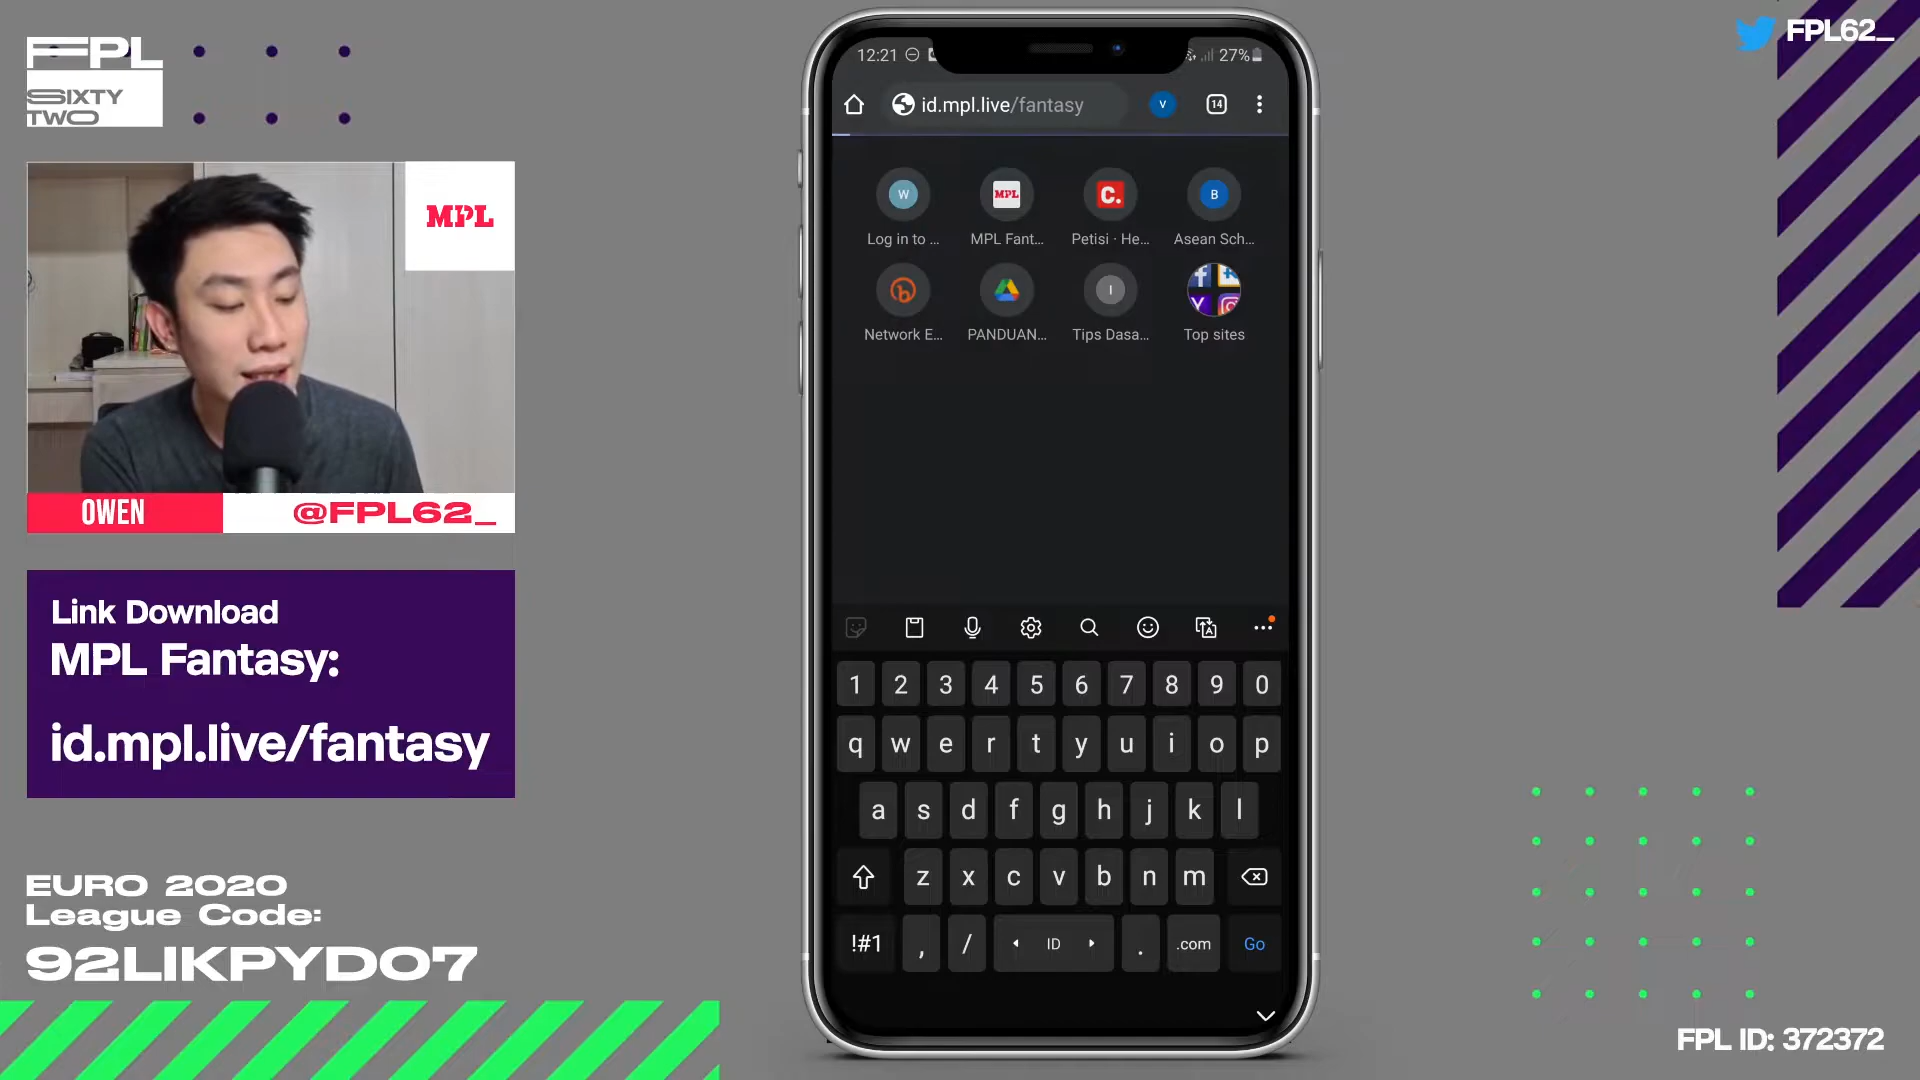 FPL
SIXTY
TWO
FPL62_
MPL
OWEN
@FPL62_
Link Download
MPL Fantasy:
id.mpl.live/fantasy
EURO 2020
League Code:
92LIKPYDO7
12:21
27%
id.mpl.live/fantasy
V
14
W
MPL
C.
B
Log in to ...
MPL Fant...
Petisi · He...
Asean Sch...
I
Network E...
PANDUAN...
Tips Dasa...
Top sites
1 2 3 4 5 6 7 8 9 0
q w e r t y u i o p
a s d f g h j k l
z x c v b n m
!#1 , / ID . .com Go
FPL ID: 372372